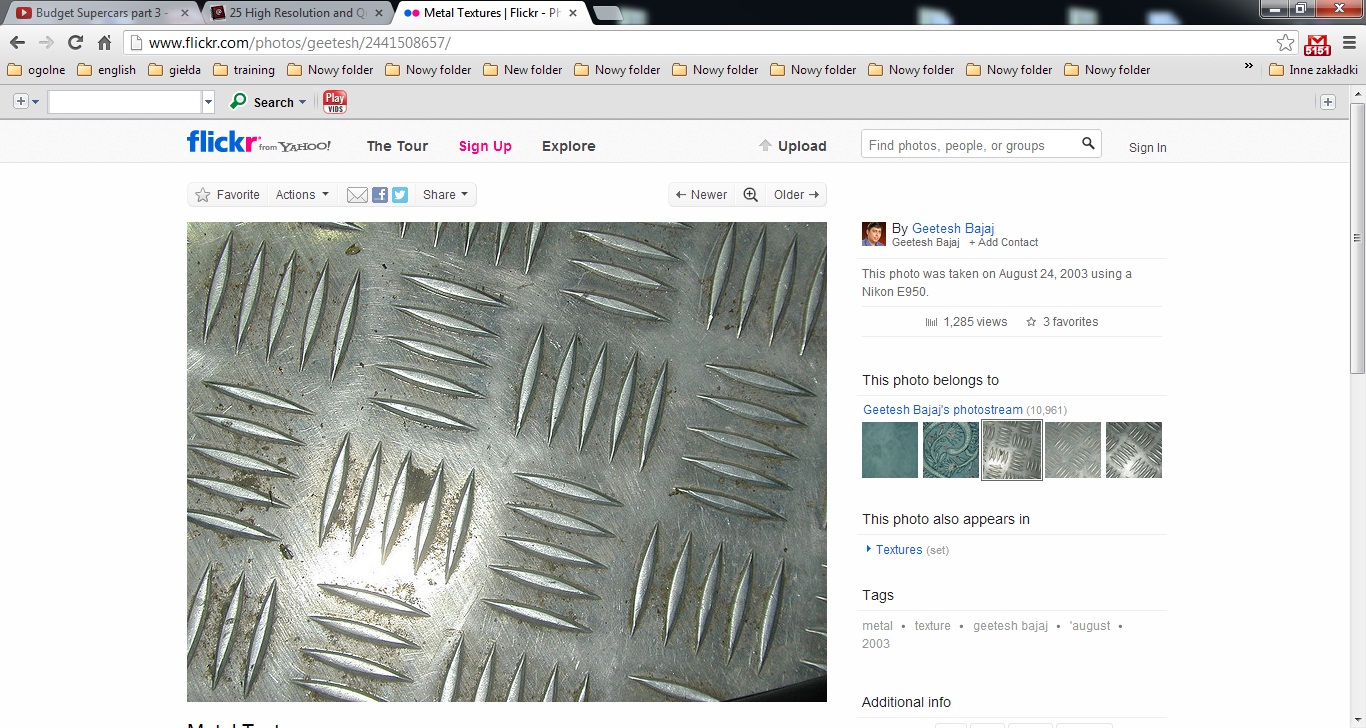 Budget Supercars part 3 -
25 High Resolution and Q
Metal Textures | Flickr - Ph
www.flickr.com/photos/geetesh/2441508657/
5151
ogolne english giełda training Nowy folder Nowy folder New folder Nowy folder Nowy folder Nowy folder Nowy folder Nowy folder Nowy folder » Inne zakładki
Search
Play
VIDS
flickr from YAHOO!
The Tour Sign Up Explore
Upload
Find photos, people, or groups
Sign In
Favorite Actions Share
← Newer Older →
By Geetesh Bajaj
Geetesh Bajaj + Add Contact
This photo was taken on August 24, 2003 using a
Nikon E950.
1,285 views 3 favorites
This photo belongs to
Geetesh Bajaj's photostream (10,961)
This photo also appears in
Textures (set)
Tags
metal • texture • geetesh bajaj • 'august •
2003
Additional info